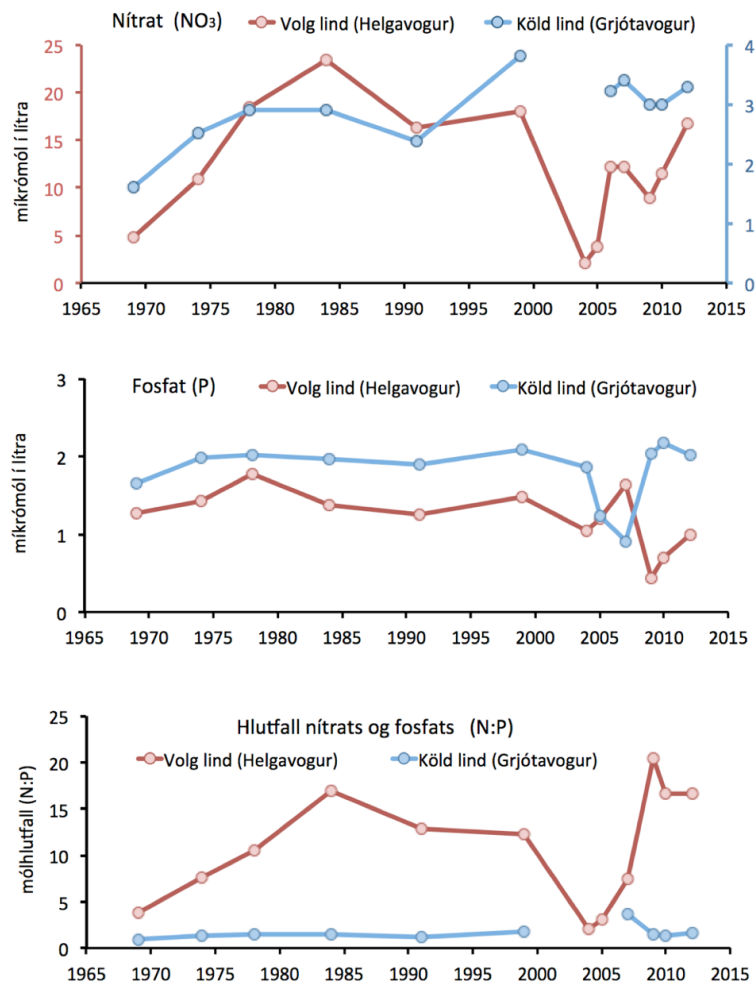 Nítrat (NO₃) Volg lind (Helgavogur) Köld lind (Grjótavogur)
míkrómól í lítra
25
20
15
10
5
0
4
3
2
1
0
1965 1970 1975 1980 1985 1990 1995 2000 2005 2010 2015
Fosfat (P) Volg lind (Helgavogur) Köld lind (Grjótavogur)
míkrómól í lítra
3
2
1
0
1965 1970 1975 1980 1985 1990 1995 2000 2005 2010 2015
Hlutfall nítrats og fosfats (N:P)
Volg lind (Helgavogur) Köld lind (Grjótavogur)
mólhlutfall (N:P)
25
20
15
10
5
0
1965 1970 1975 1980 1985 1990 1995 2000 2005 2010 2015